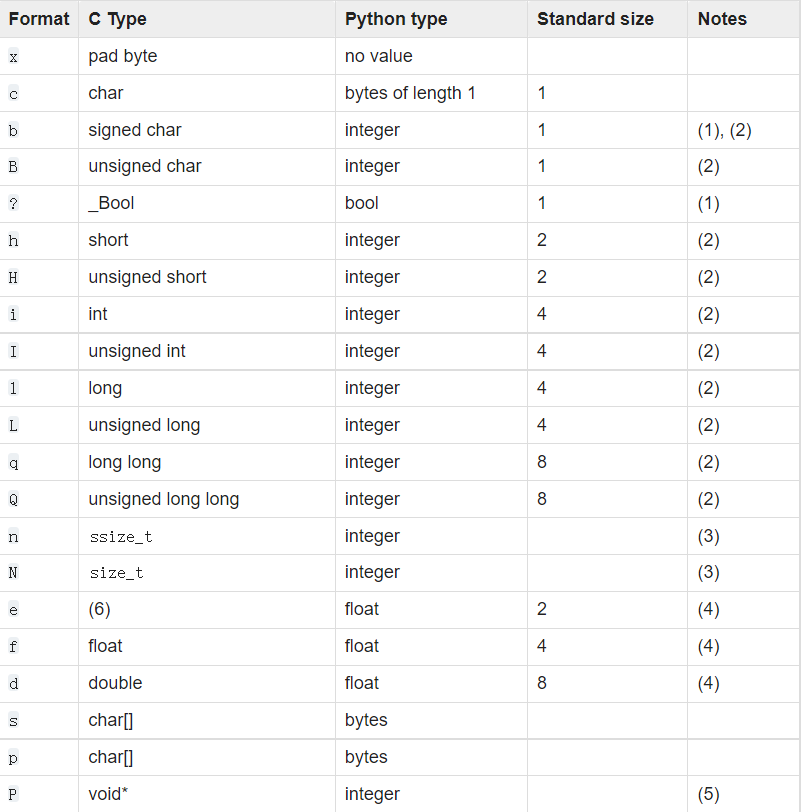 Format C Type Python type Standard size Notes
x pad byte no value
c char bytes of length 1 1
b signed char integer 1 (1), (2)
B unsigned char integer 1 (2)
? _Bool bool 1 (1)
h short integer 2 (2)
H unsigned short integer 2 (2)
i int integer 4 (2)
I unsigned int integer 4 (2)
l long integer 4 (2)
L unsigned long integer 4 (2)
q long long integer 8 (2)
Q unsigned long long integer 8 (2)
n ssize_t integer (3)
N size_t integer (3)
e (6) float 2 (4)
f float float 4 (4)
d double float 8 (4)
s char[] bytes
p char[] bytes
P void* integer (5)